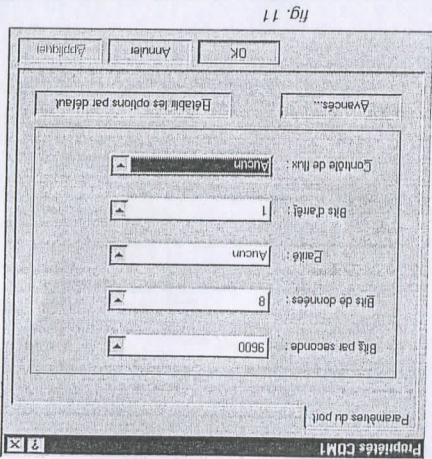 Propriétés COM1
Paramètres du port
Bits par seconde : 9600
Bits de données : 8
Parité : Aucun
Bits d'arrêt : 1
Contrôle de flux : Aucun
Avancés... Rétablir les options par défaut
OK Annuler Appliquer
fig. 11